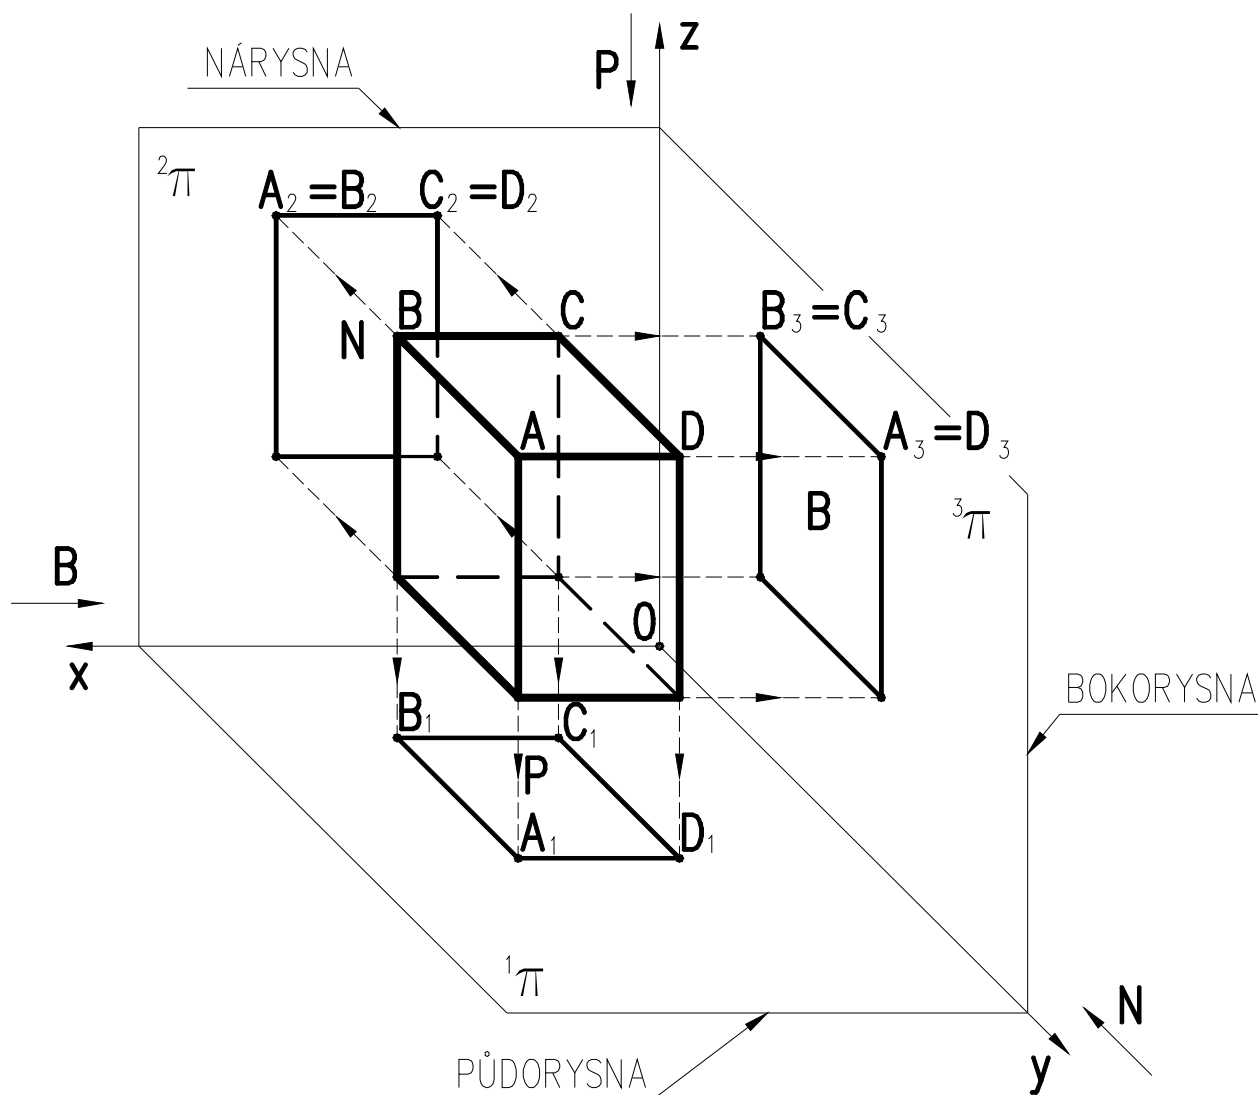 z
P
NÁRYSNA
²π
A₂=B₂ C₂=D₂
B C B₃=C₃
N
A D A₃=D₃
B ³π
B
O
x
BOKORYSNA
B₁ C₁
P
A₁ D₁
¹π
N
PŮDORYSNA y